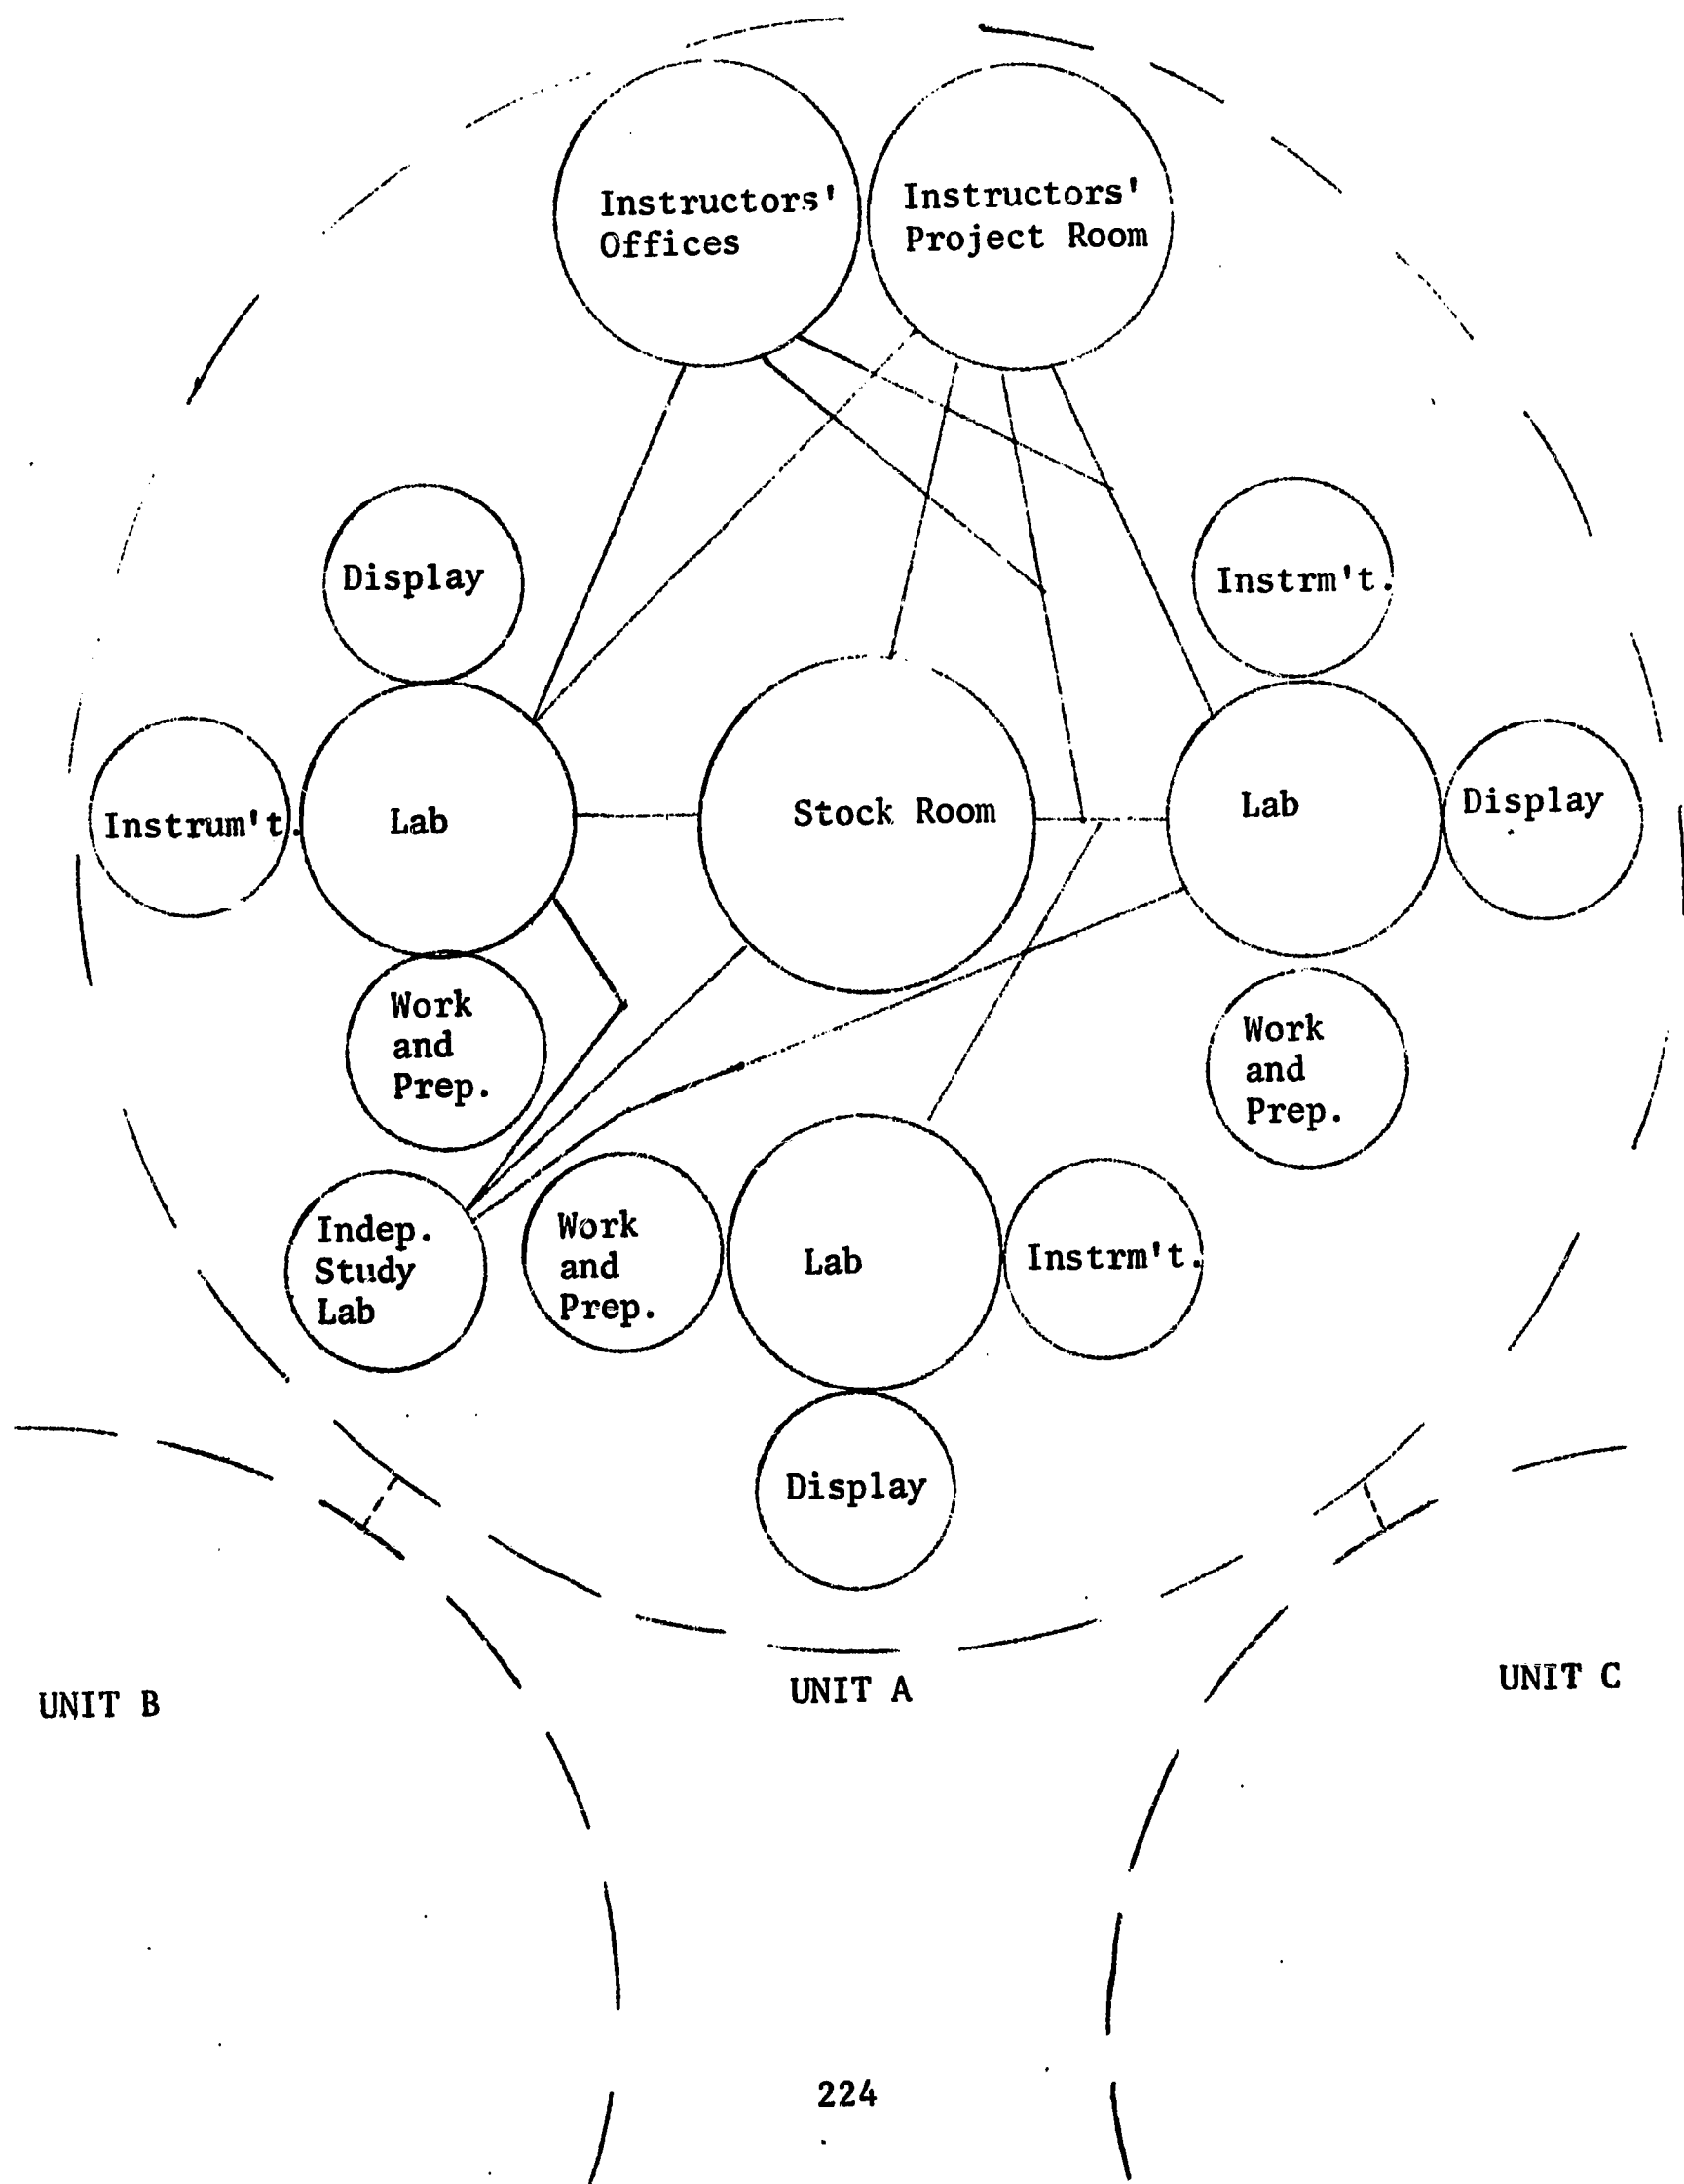 Instructors'
Offices
Instructors'
Project Room
Display
Instrm't.
Instrum't.
Lab
Stock Room
Lab
Display
Work
and
Prep.
Work
and
Prep.
Indep.
Study
Lab
Work
and
Prep.
Lab
Instrm't.
Display
UNIT B
UNIT A
UNIT C
224